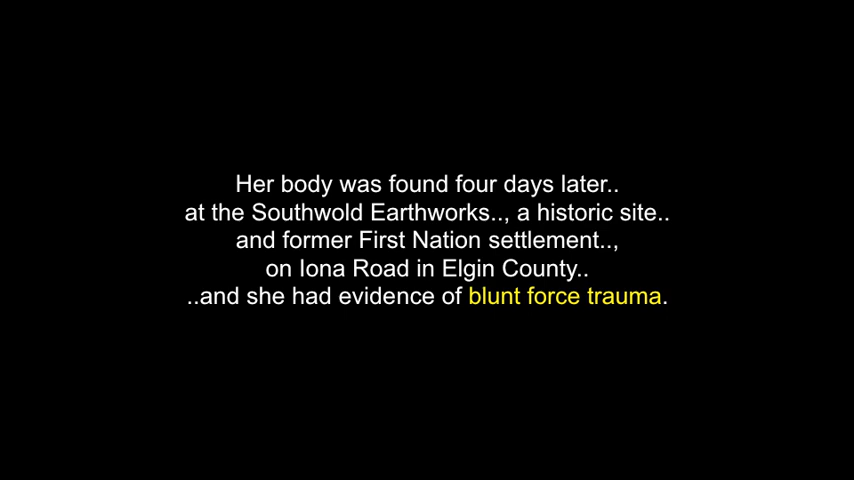 Her body was found four days later..
at the Southwold Earthworks.., a historic site..
and former First Nation settlement..,
on Iona Road in Elgin County..
..and she had evidence of blunt force trauma.